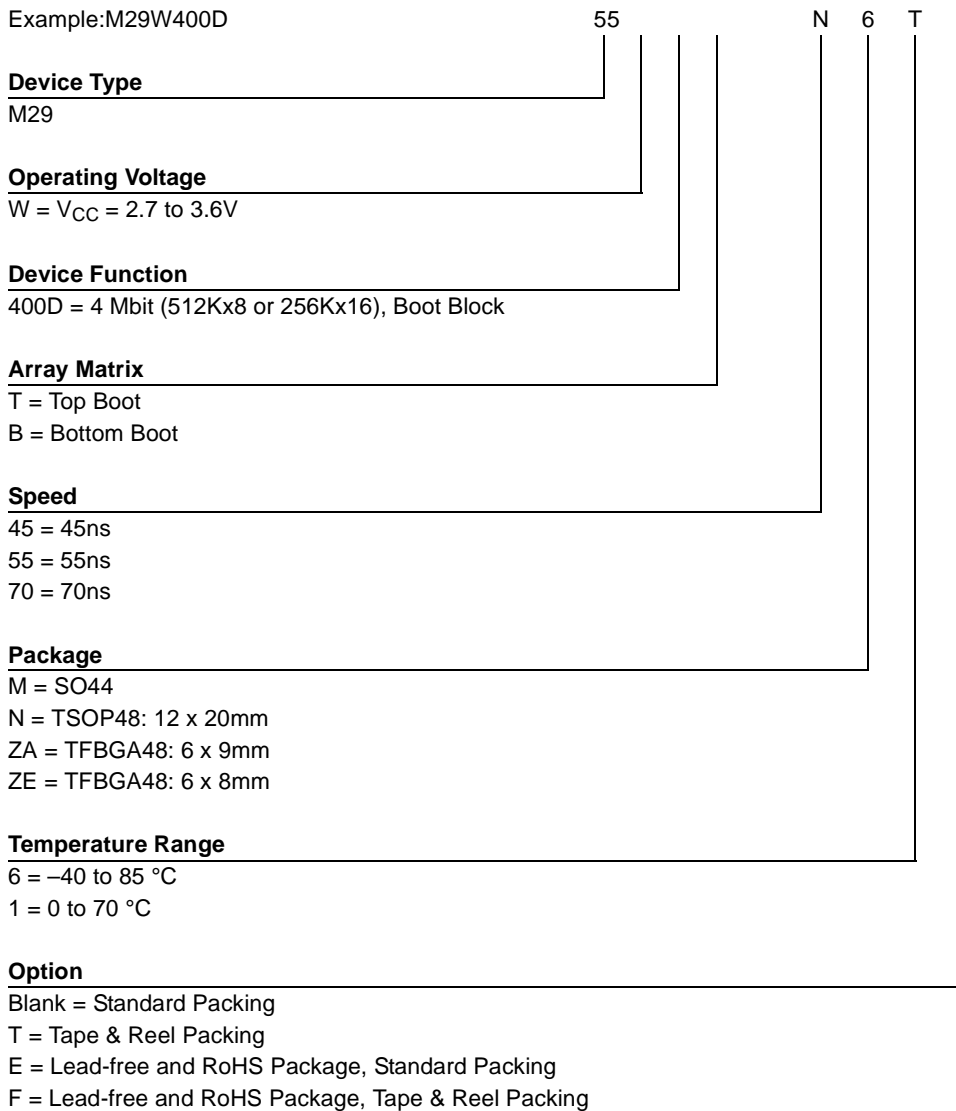 Example:M29W400D 55 N 6 T
Device Type
M29
Operating Voltage
W = VCC = 2.7 to 3.6V
Device Function
400D = 4 Mbit (512Kx8 or 256Kx16), Boot Block
Array Matrix
T = Top Boot
B = Bottom Boot
Speed
45 = 45ns
55 = 55ns
70 = 70ns
Package
M = SO44
N = TSOP48: 12 x 20mm
ZA = TFBGA48: 6 x 9mm
ZE = TFBGA48: 6 x 8mm
Temperature Range
6 = –40 to 85 °C
1 = 0 to 70 °C
Option
Blank = Standard Packing
T = Tape & Reel Packing
E = Lead-free and RoHS Package, Standard Packing
F = Lead-free and RoHS Package, Tape & Reel Packing